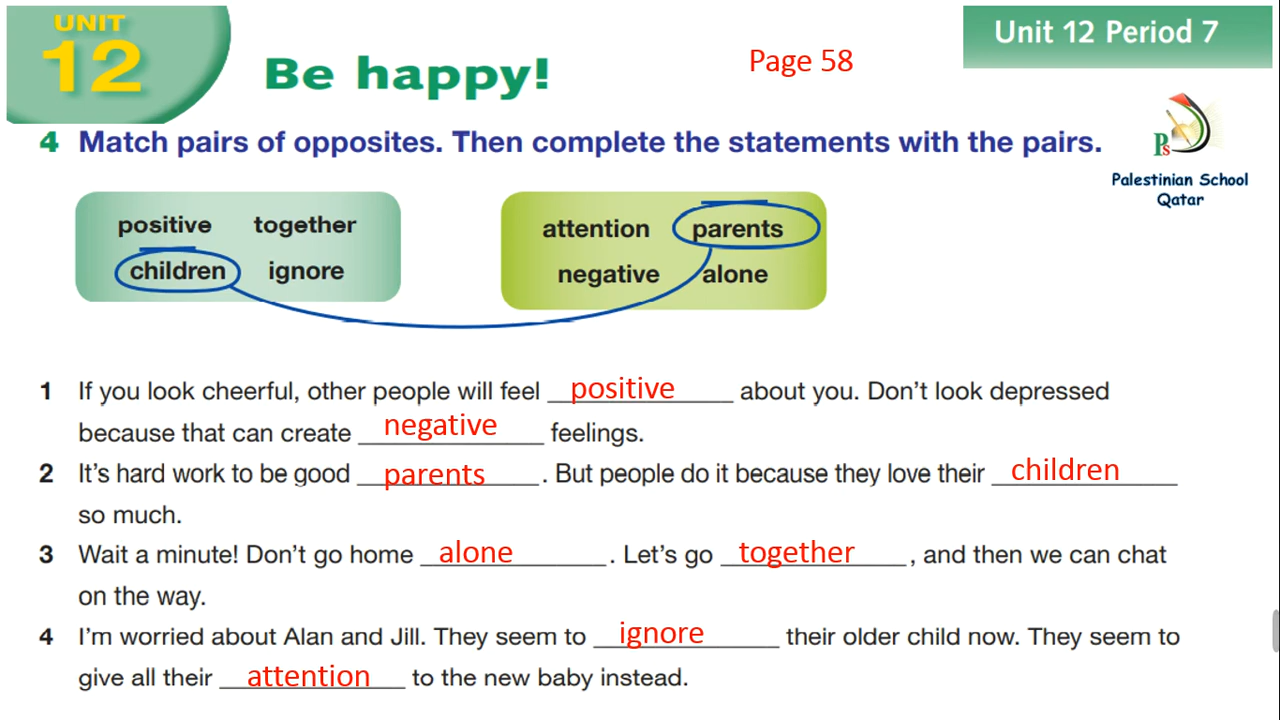 UNIT
12
Be happy!
Page 58
Unit 12 Period 7
4 Match pairs of opposites. Then complete the statements with the pairs.
Ps
Palestinian School
Qatar
positive together
children ignore
attention parents
negative alone
1 If you look cheerful, other people will feel positive about you. Don't look depressed
because that can create negative feelings.
2 It's hard work to be good parents. But people do it because they love their children
so much.
3 Wait a minute! Don't go home alone. Let's go together, and then we can chat
on the way.
4 I'm worried about Alan and Jill. They seem to ignore their older child now. They seem to
give all their attention to the new baby instead.